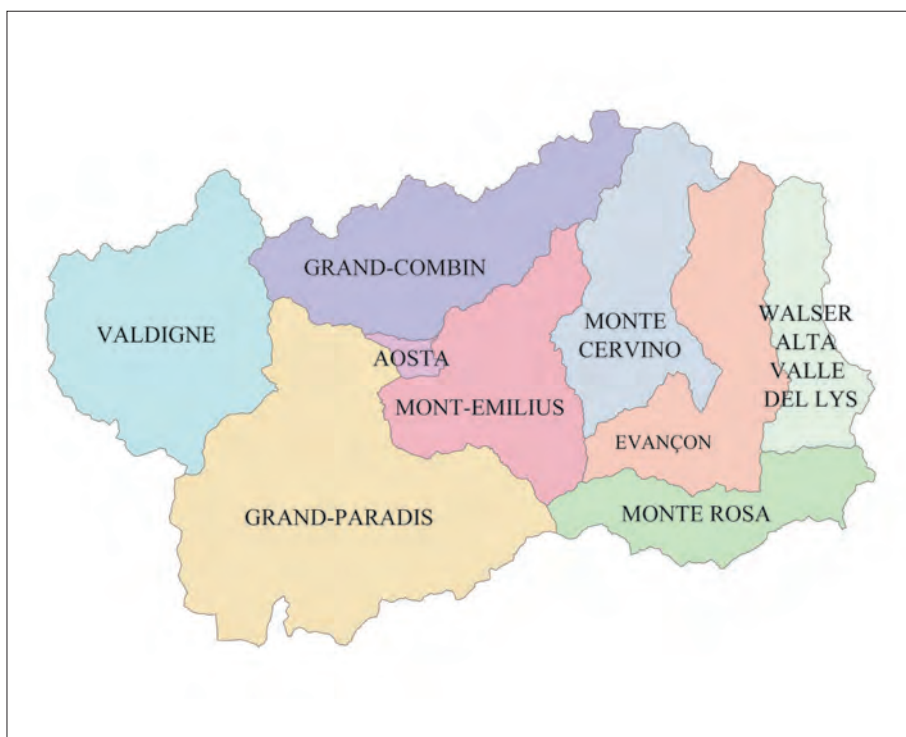 GRAND-COMBIN
VALDIGNE
AOSTA
MONTE
CERVINO
WALSER
ALTA
VALLE
DEL LYS
MONT-EMILIUS
EVANÇON
GRAND-PARADIS
MONTE ROSA